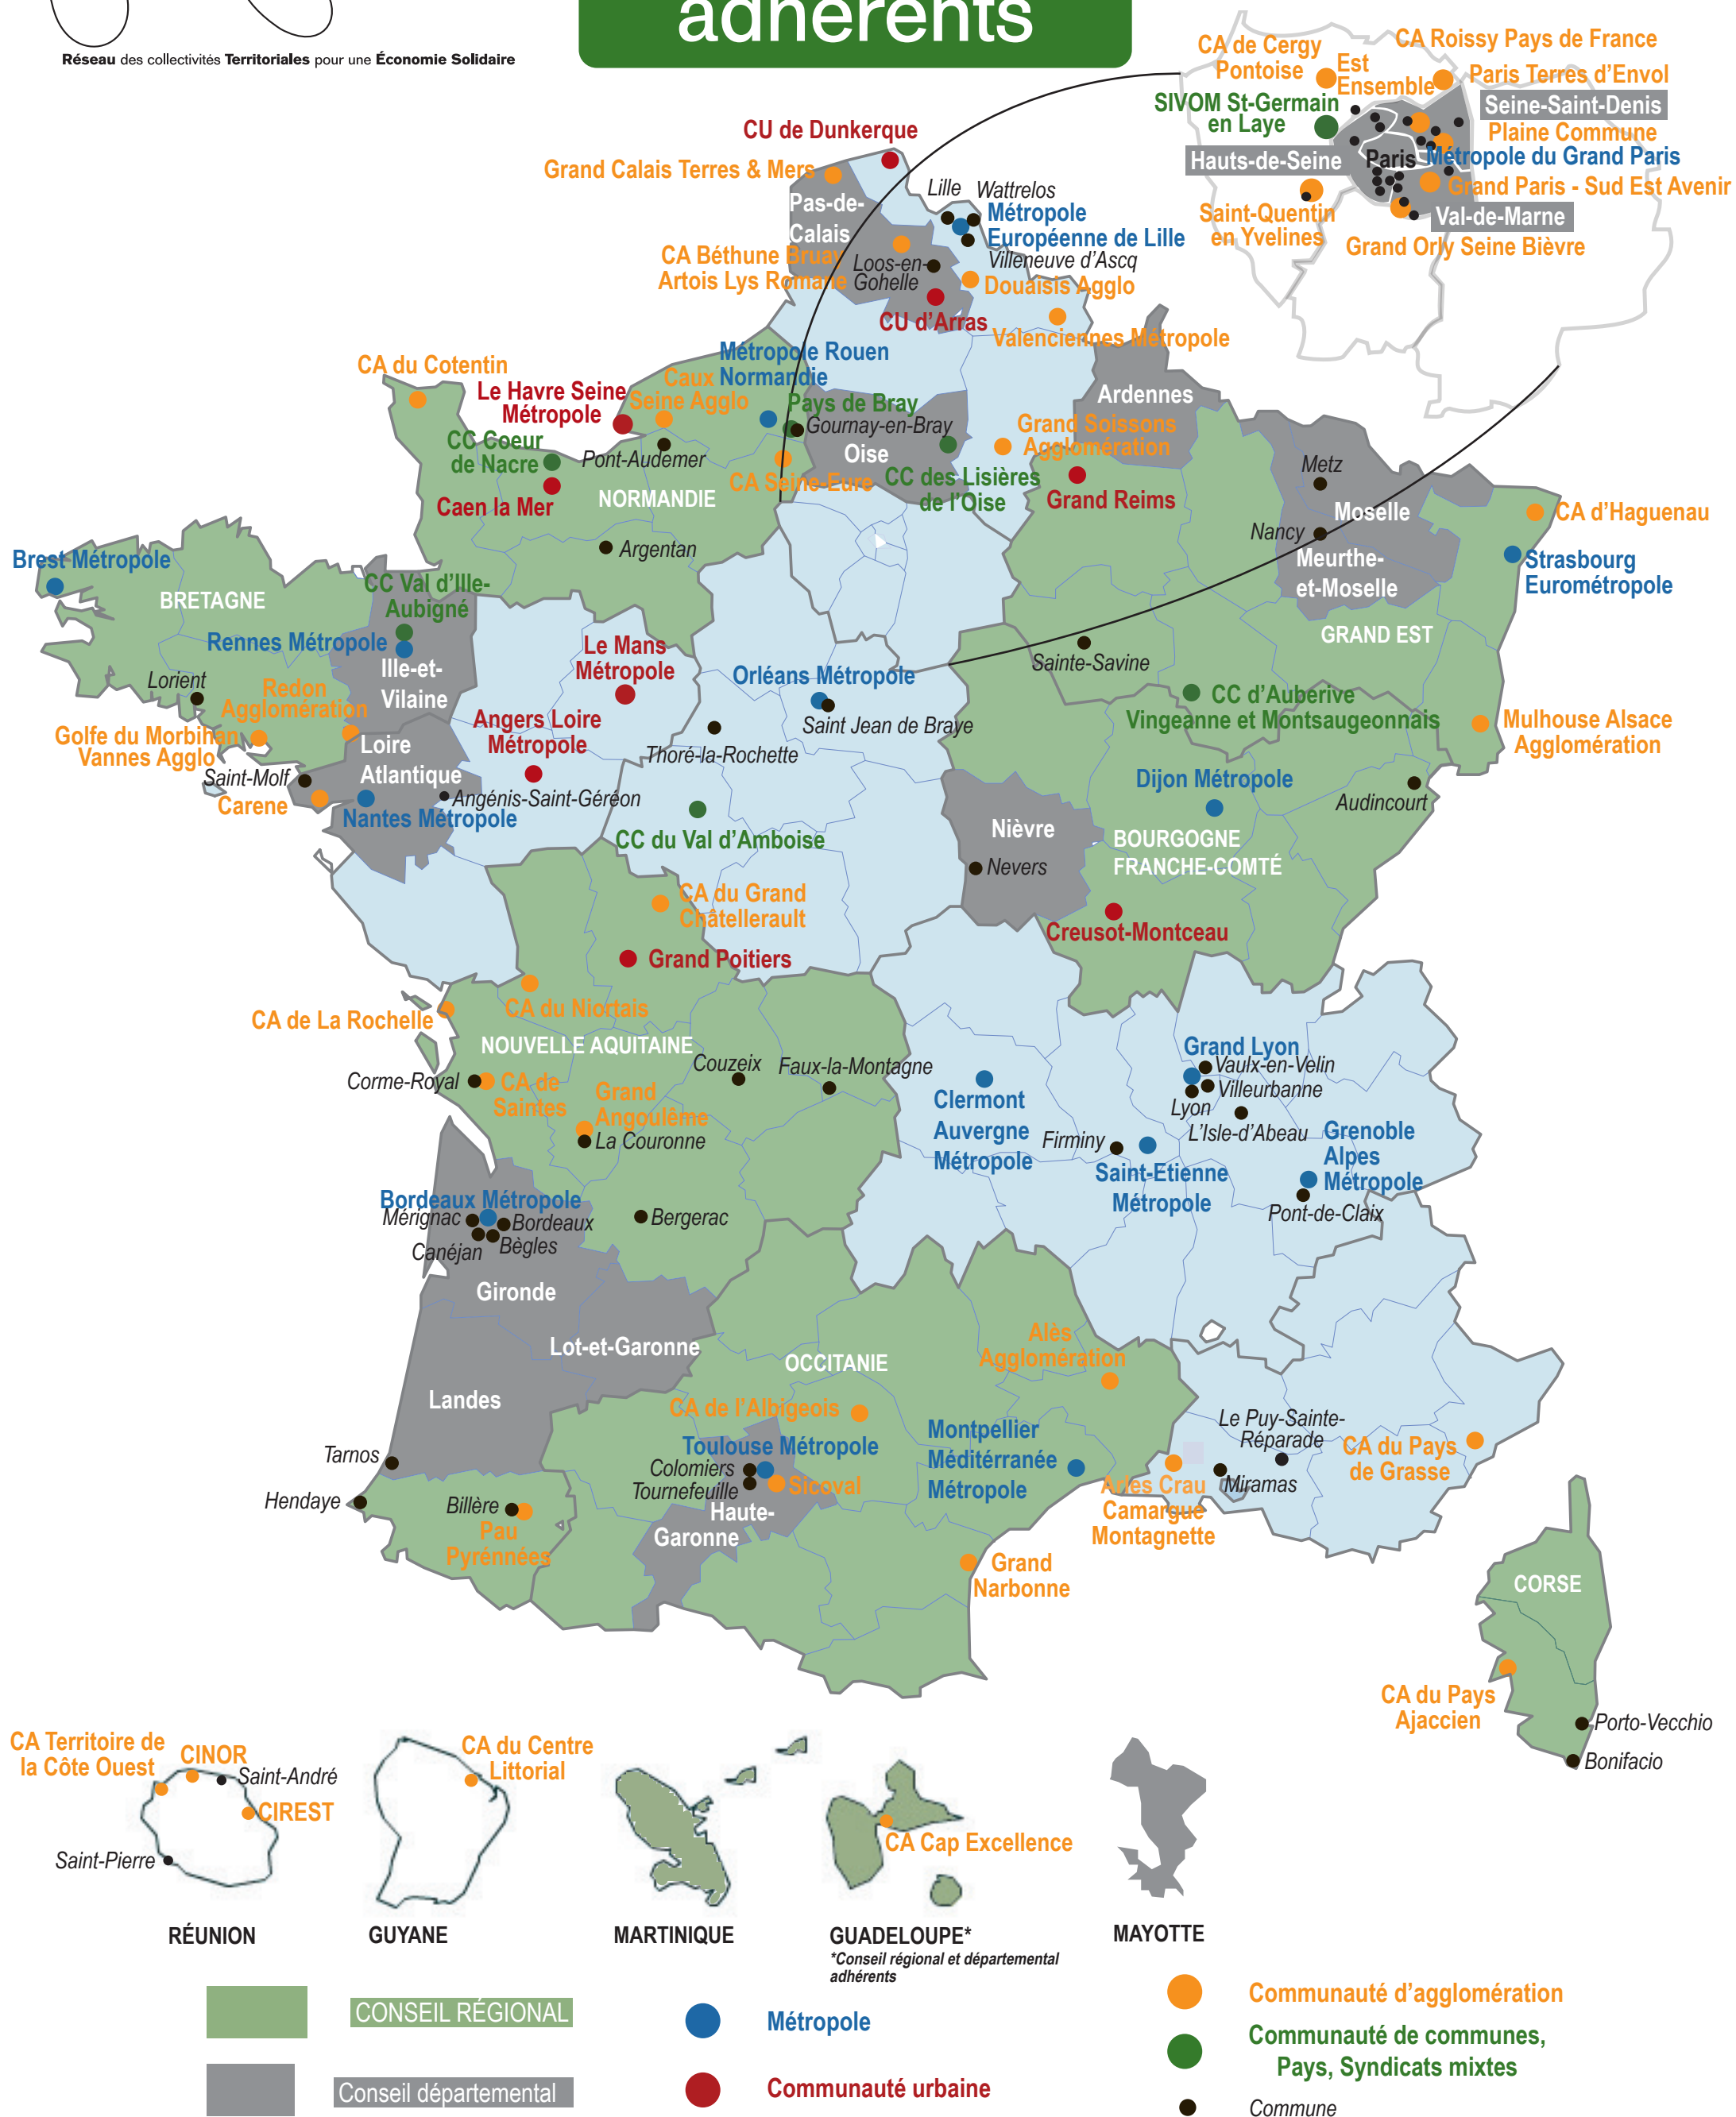 adhérents
Réseau des collectivités Territoriales pour une Économie Solidaire
CA de Cergy
Pontoise
CA Roissy Pays de France
Est
Ensemble
Paris Terres d'Envol
SIVOM St-Germain
en Laye
Seine-Saint-Denis
Plaine Commune
Hauts-de-Seine
Paris
Métropole du Grand Paris
Grand Paris - Sud Est Avenir
Saint-Quentin
en Yvelines
Val-de-Marne
Grand Orly Seine Bièvre
CU de Dunkerque
Grand Calais Terres & Mers
Pas-de-
Calais
Lille
Wattrelos
Métropole
Européenne de Lille
Villeneuve d'Ascq
CA Béthune Bruay
Artois Lys Romane
Loos-en-
Gohelle
Douaisis Agglo
CU d'Arras
Valenciennes Métropole
CA du Cotentin
Métropole Rouen
Normandie
Le Havre Seine
Métropole
Caux
Seine Agglo
Pays de Bray
Gournay-en-Bray
Ardennes
CC Coeur
de Nacre
Pont-Audemer
Oise
Grand Soissons
Agglomération
CA Seine-Eure
CC des Lisières
de l'Oise
Caen la Mer
NORMANDIE
Grand Reims
Metz
Moselle
Nancy
Meurthe-
et-Moselle
CA d'Haguenau
Argentan
Strasbourg
Eurométropole
Brest Métropole
BRETAGNE
CC Val d'Ille-
Aubigné
Rennes Métropole
Ille-et-
Vilaine
Le Mans
Métropole
GRAND EST
Sainte-Savine
Orléans Métropole
Saint Jean de Braye
Lorient
Redon
Agglomération
CC d'Auberive
Vingeanne et Montsaugeonnais
Golfe du Morbihan
Vannes Agglo
Angers Loire
Métropole
Thoré-la-Rochette
Mulhouse Alsace
Agglomération
Loire
Atlantique
Saint-Molf
Carene
Angénis-Saint-Géréon
Nantes Métropole
Dijon Métropole
Audincourt
CC du Val d'Amboise
Nièvre
BOURGOGNE
FRANCHE-COMTÉ
Nevers
CA du Grand
Châtellerault
Creusot-Montceau
Grand Poitiers
CA du Niortais
CA de La Rochelle
NOUVELLE AQUITAINE
Couzeix
Faux-la-Montagne
Corme-Royal
CA de
Saintes
Grand
Angoulême
La Couronne
Grand Lyon
Vaulx-en-Velin
Villeurbanne
Lyon
L'Isle-d'Abeau
Clermont
Auvergne
Métropole
Firminy
Saint-Etienne
Métropole
Grenoble
Alpes
Métropole
Pont-de-Claix
Bordeaux Métropole
Mérignac
Bordeaux
Canéjan
Bègles
Bergerac
Gironde
Lot-et-Garonne
Landes
OCCITANIE
Alès
Agglomération
CA de l'Albigeois
Toulouse Métropole
Colomiers
Tournefeuille
Sicoval
Haute-
Garonne
Montpellier
Méditérranée
Métropole
Le Puy-Sainte-
Réparade
CA du Pays
de Grasse
Arles Crau
Camargue
Montagnette
Miramas
Tarnos
Hendaye
Billère
Pau
Pyrénnées
Grand
Narbonne
CORSE
CA du Pays
Ajaccien
Porto-Vecchio
Bonifacio
CA Territoire de
la Côte Ouest
CINOR
Saint-André
CIREST
Saint-Pierre
CA du Centre
Littorial
CA Cap Excellence
RÉUNION
GUYANE
MARTINIQUE
GUADELOUPE*
*Conseil régional et départemental
adhérents
MAYOTTE
CONSEIL RÉGIONAL
Conseil départemental
Métropole
Communauté urbaine
Communauté d'agglomération
Communauté de communes,
Pays, Syndicats mixtes
Commune